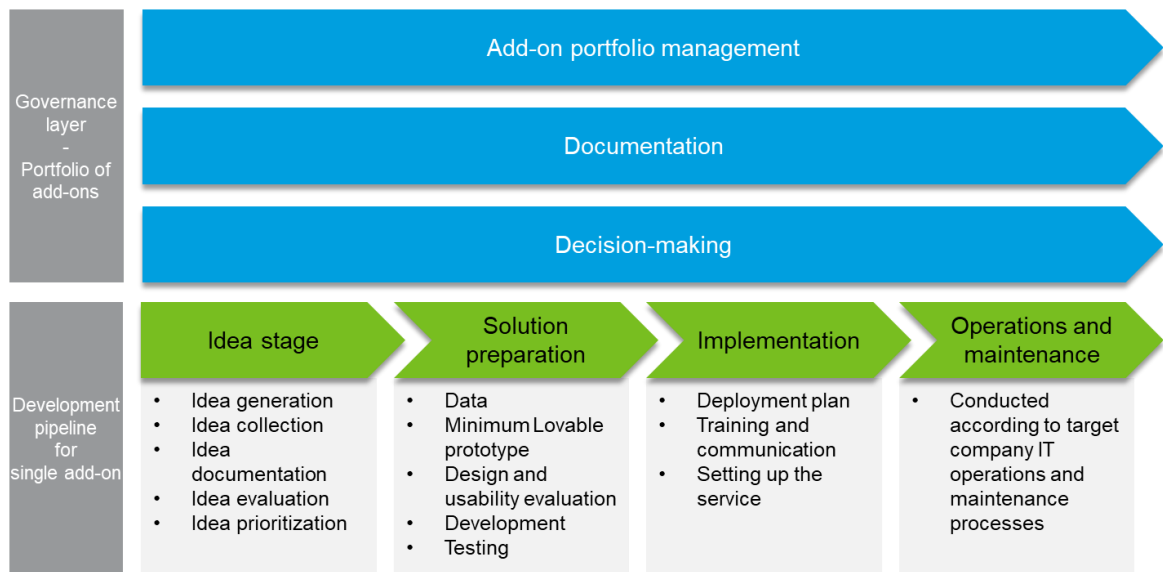 Governance
layer
-
Portfolio of
add-ons
Add-on portfolio management
Documentation
Decision-making
Development
pipeline
for
single add-on
Idea stage
• Idea generation
• Idea collection
• Idea
documentation
• Idea evaluation
• Idea prioritization
Solution
preparation
• Data
• Minimum Lovable
prototype
• Design and
usability evaluation
• Development
• Testing
Implementation
• Deployment plan
• Training and
communication
• Setting up the
service
Operations and
maintenance
• Conducted
according to target
company IT
operations and
maintenance
processes